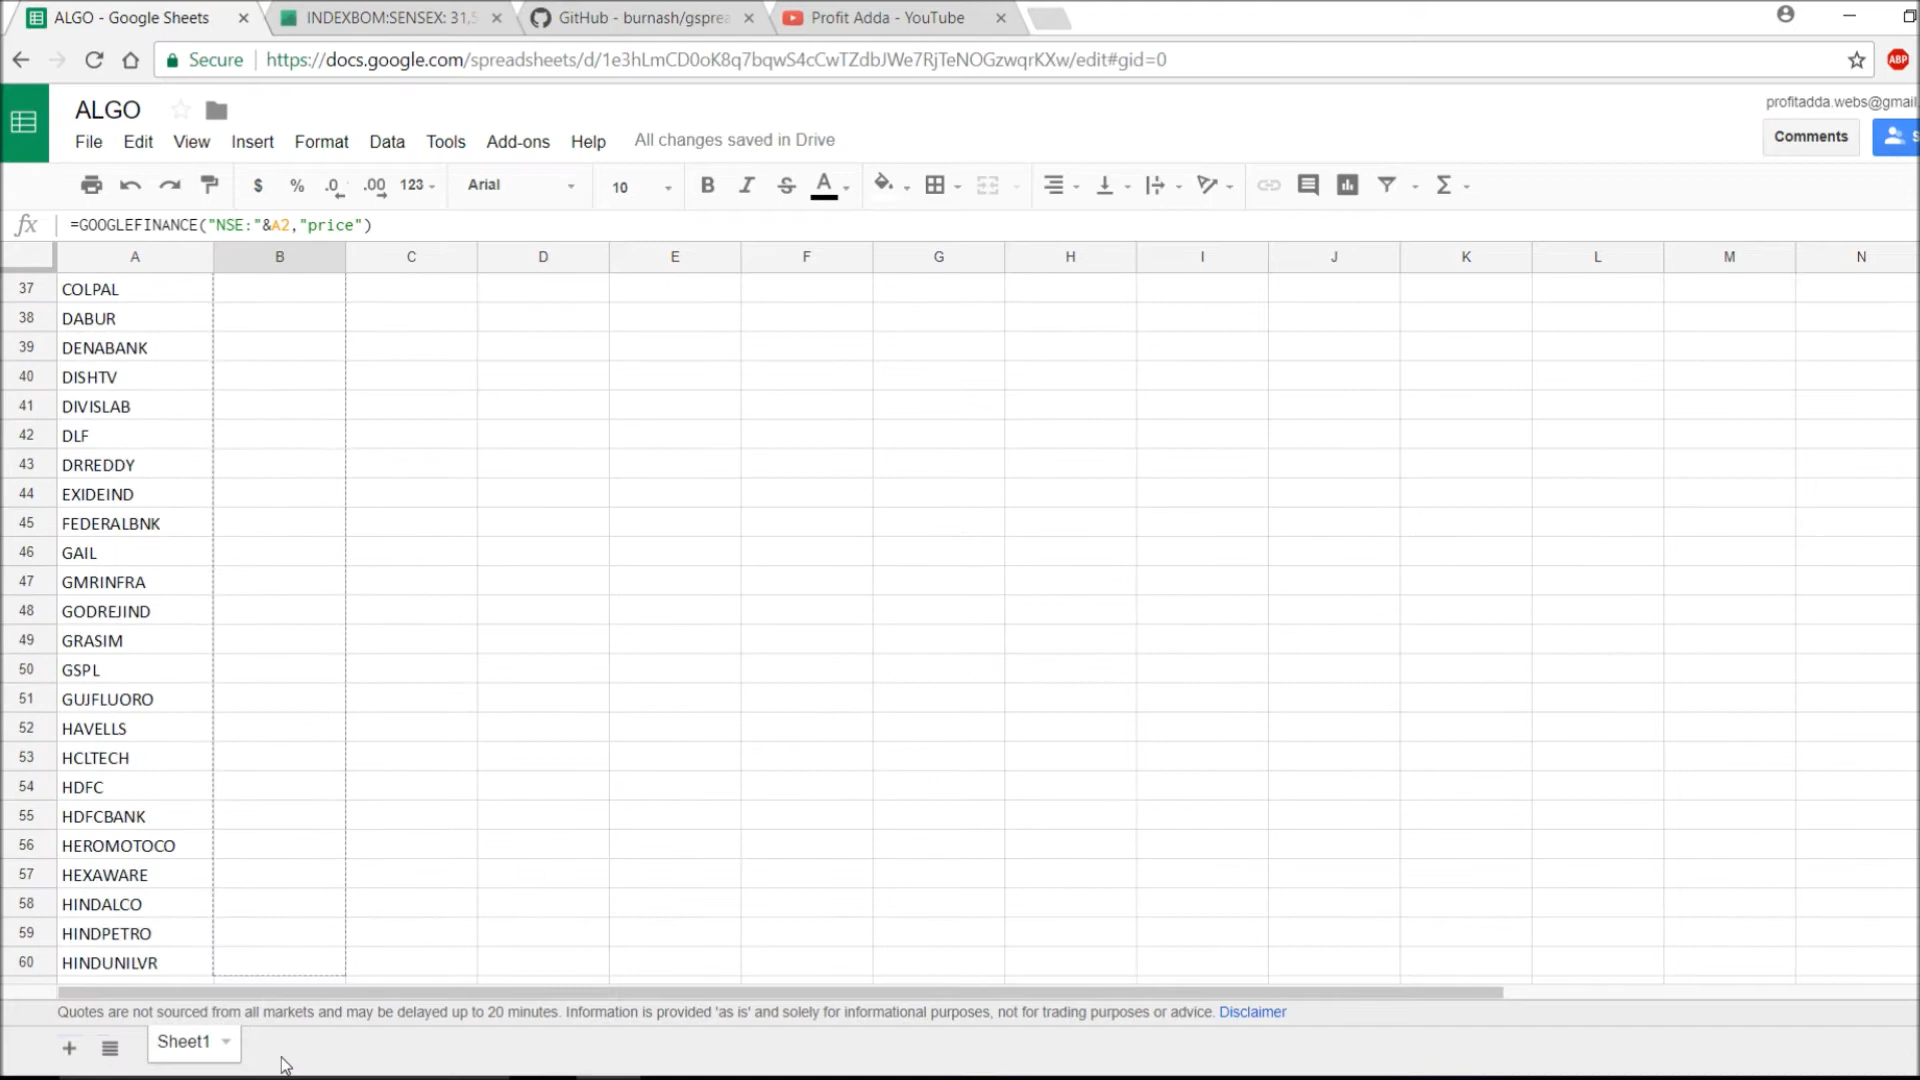 ALGO - Google Sheets
INDEXBOM:SENSEX: 31,5
GitHub - burnash/gsprea
Profit Adda - YouTube
Secure
https://docs.google.com/spreadsheets/d/1e3hLmCD0oK8q7bqwS4cCwTZdbJWe7RjTeNOGzwqrKXw/edit#gid=0
ABP
ALGO
profitadda.webs@gmail
File Edit View Insert Format Data Tools Add-ons Help All changes saved in Drive
Comments
S
$ % .0 .00 123 Arial 10 B I S A Σ
fx =GOOGLEFINANCE("NSE:"&A2,"price")
A B C D E F G H I J K L M N
37 COLPAL
38 DABUR
39 DENABANK
40 DISHTV
41 DIVISLAB
42 DLF
43 DRREDDY
44 EXIDEIND
45 FEDERALBNK
46 GAIL
47 GMRINFRA
48 GODREJIND
49 GRASIM
50 GSPL
51 GUJFLUORO
52 HAVELLS
53 HCLTECH
54 HDFC
55 HDFCBANK
56 HEROMOTOCO
57 HEXAWARE
58 HINDALCO
59 HINDPETRO
60 HINDUNILVR
Quotes are not sourced from all markets and may be delayed up to 20 minutes. Information is provided 'as is' and solely for informational purposes, not for trading purposes or advice. Disclaimer
Sheet1